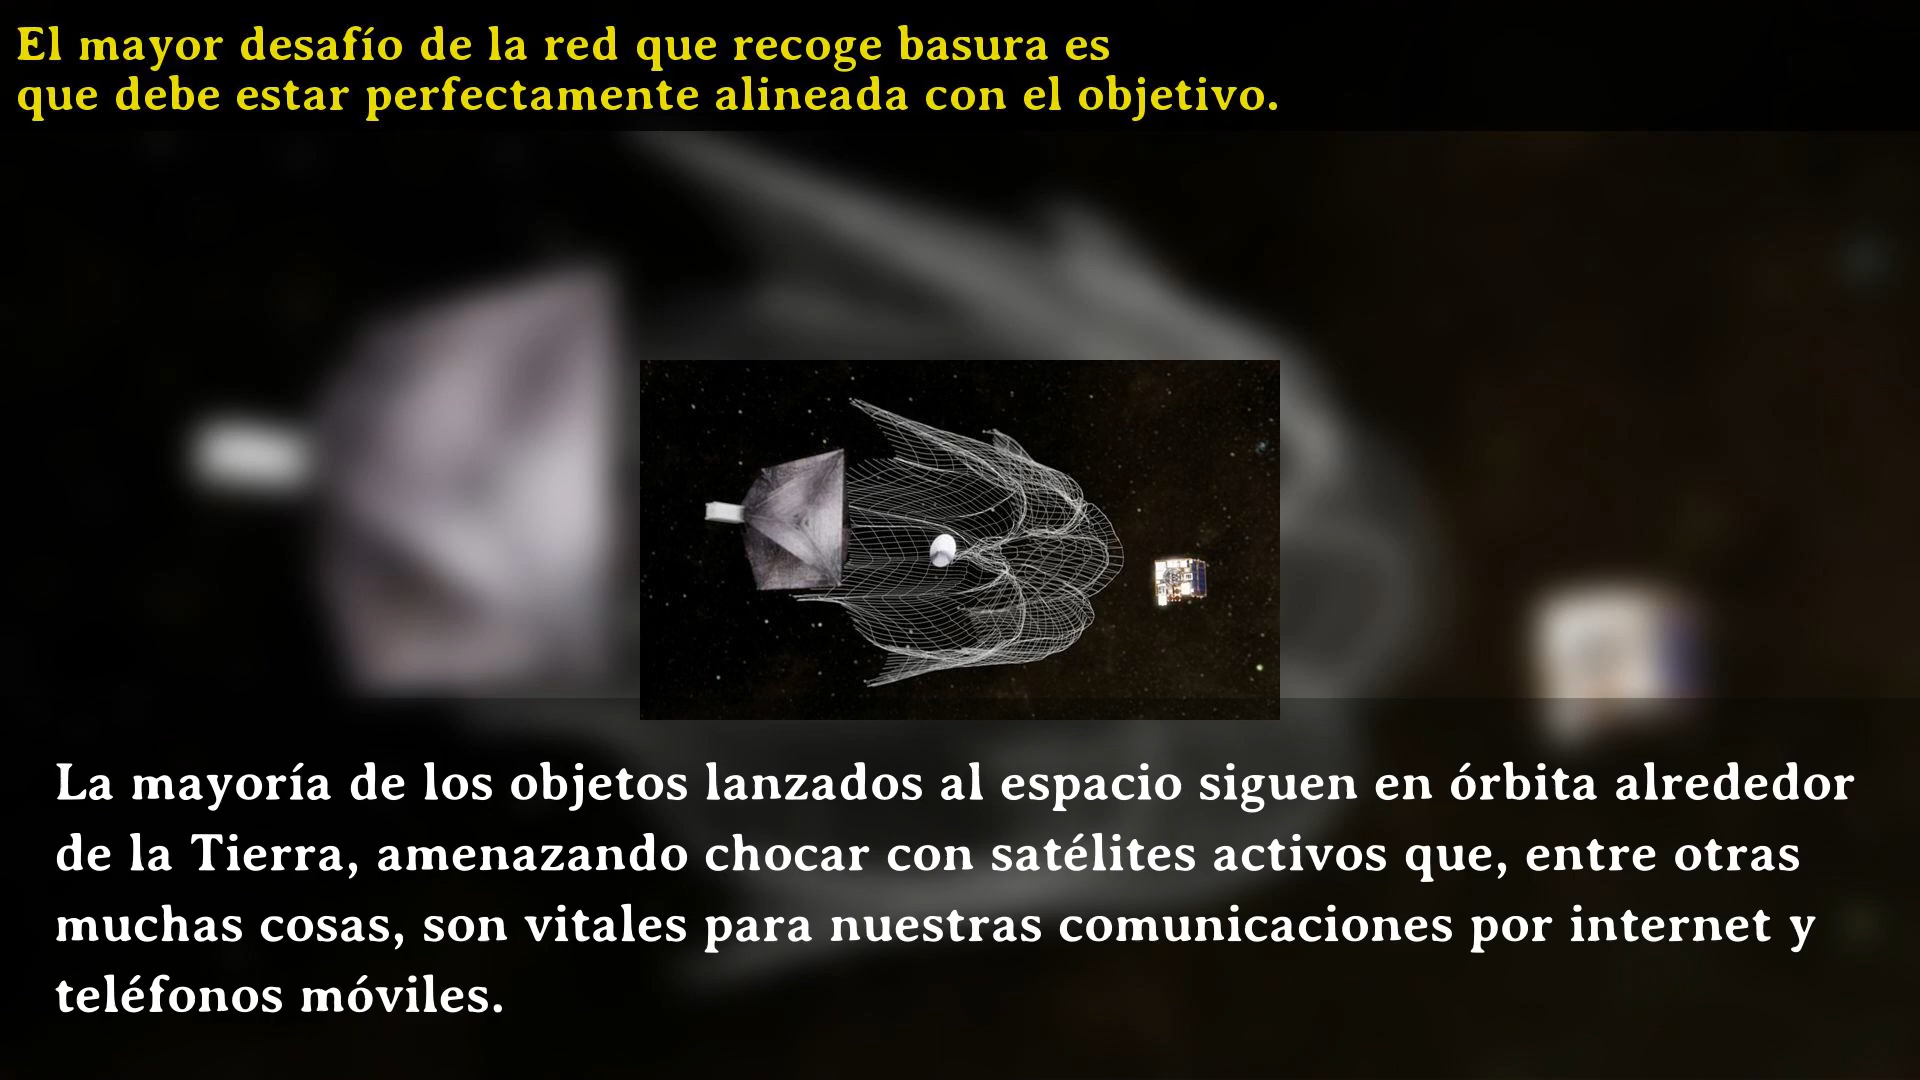 El mayor desafío de la red que recoge basura es
que debe estar perfectamente alineada con el objetivo.
La mayoría de los objetos lanzados al espacio siguen en órbita alrededor
de la Tierra, amenazando chocar con satélites activos que, entre otras
muchas cosas, son vitales para nuestras comunicaciones por internet y
teléfonos móviles.